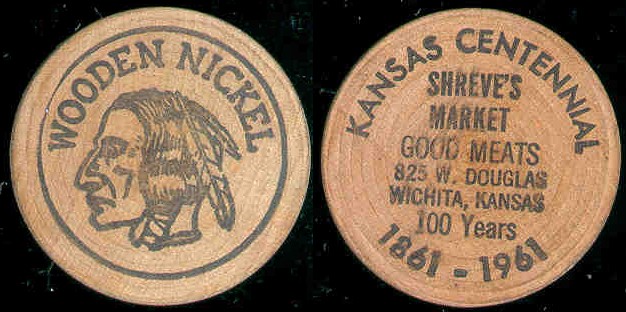 WOODEN NICKEL
KANSAS CENTENNIAL
SHREVE'S
MARKET
GOOD MEATS
825 W. DOUGLAS
WICHITA, KANSAS
100 Years
1861 - 1961